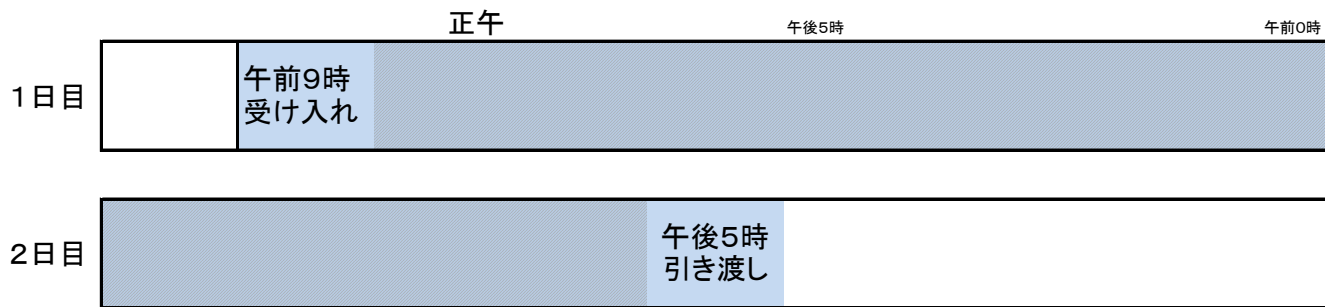 正午 午後5時 午前0時
1日目
午前9時
受け入れ
2日目
午後5時
引き渡し